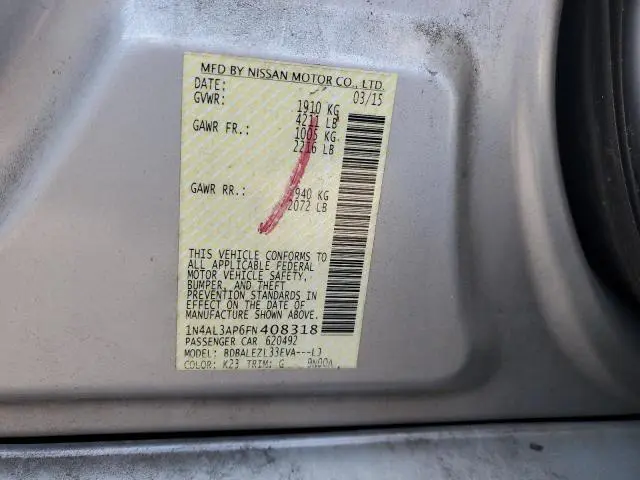 MFD BY NISSAN MOTOR CO., LTD.
DATE: 03/15
GVWR: 1910 KG
4211 LB
GAWR FR.: 1005 KG
2216 LB
GAWR RR.: 940 KG
2072 LB
THIS VEHICLE CONFORMS TO
ALL APPLICABLE FEDERAL
MOTOR VEHICLE SAFETY,
BUMPER, AND THEFT
PREVENTION STANDARDS IN
EFFECT ON THE DATE OF
MANUFACTURE SHOWN ABOVE.
1N4AL3AP6FN408318
PASSENGER CAR 620492
MODEL: BDBALEZL33EVA---LJ
COLOR: K23 TRIM: G